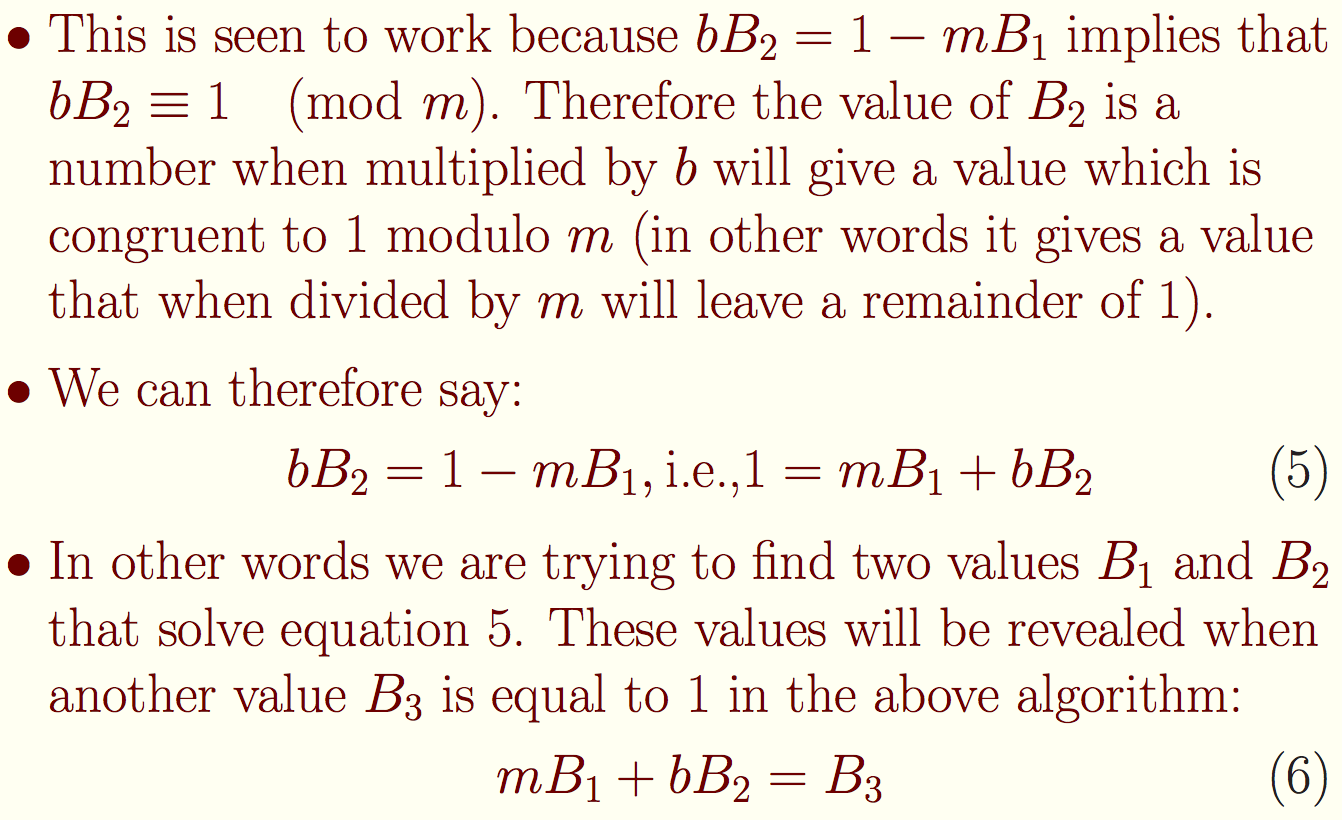 • This is seen to work because bB₂ = 1 − mB₁ implies that
bB₂ ≡ 1 (mod m). Therefore the value of B₂ is a
number when multiplied by b will give a value which is
congruent to 1 modulo m (in other words it gives a value
that when divided by m will leave a remainder of 1).
• We can therefore say:
bB₂ = 1 − mB₁, i.e.,1 = mB₁ + bB₂ (5)
• In other words we are trying to find two values B₁ and B₂
that solve equation 5. These values will be revealed when
another value B₃ is equal to 1 in the above algorithm:
mB₁ + bB₂ = B₃ (6)